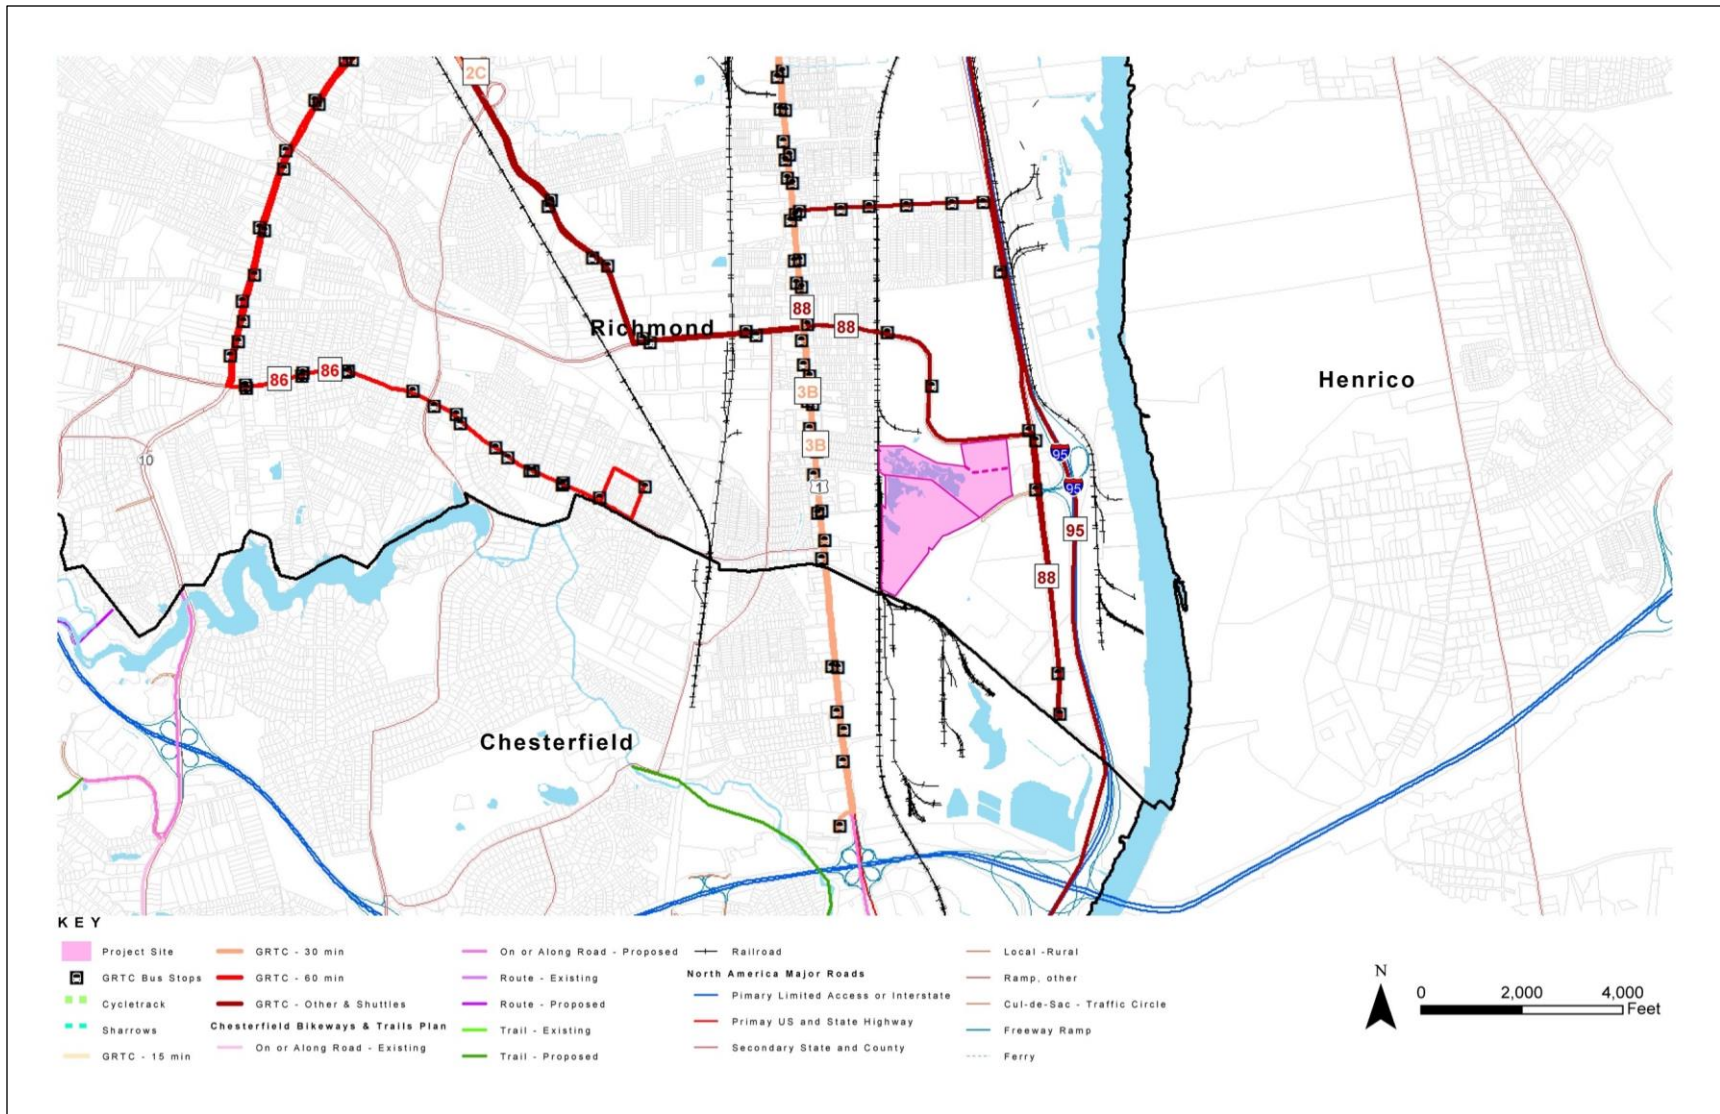 2C
Richmond
88
88
Henrico
86
86
3B
3B
10
1
95
95
95
88
Chesterfield
KEY
Project Site
GRTC Bus Stops
Cycletrack
Sharrows
GRTC - 15 min
GRTC - 30 min
GRTC - 60 min
GRTC - Other & Shuttles
Chesterfield Bikeways & Trails Plan
On or Along Road - Existing
On or Along Road - Proposed
Route - Existing
Route - Proposed
Trail - Existing
Trail - Proposed
Railroad
North America Major Roads
Pimary Limited Access or Interstate
Primay US and State Highway
Secondary State and County
Local -Rural
Ramp, other
Cul-de-Sac - Traffic Circle
Freeway Ramp
Ferry
N
0 2,000 4,000
Feet